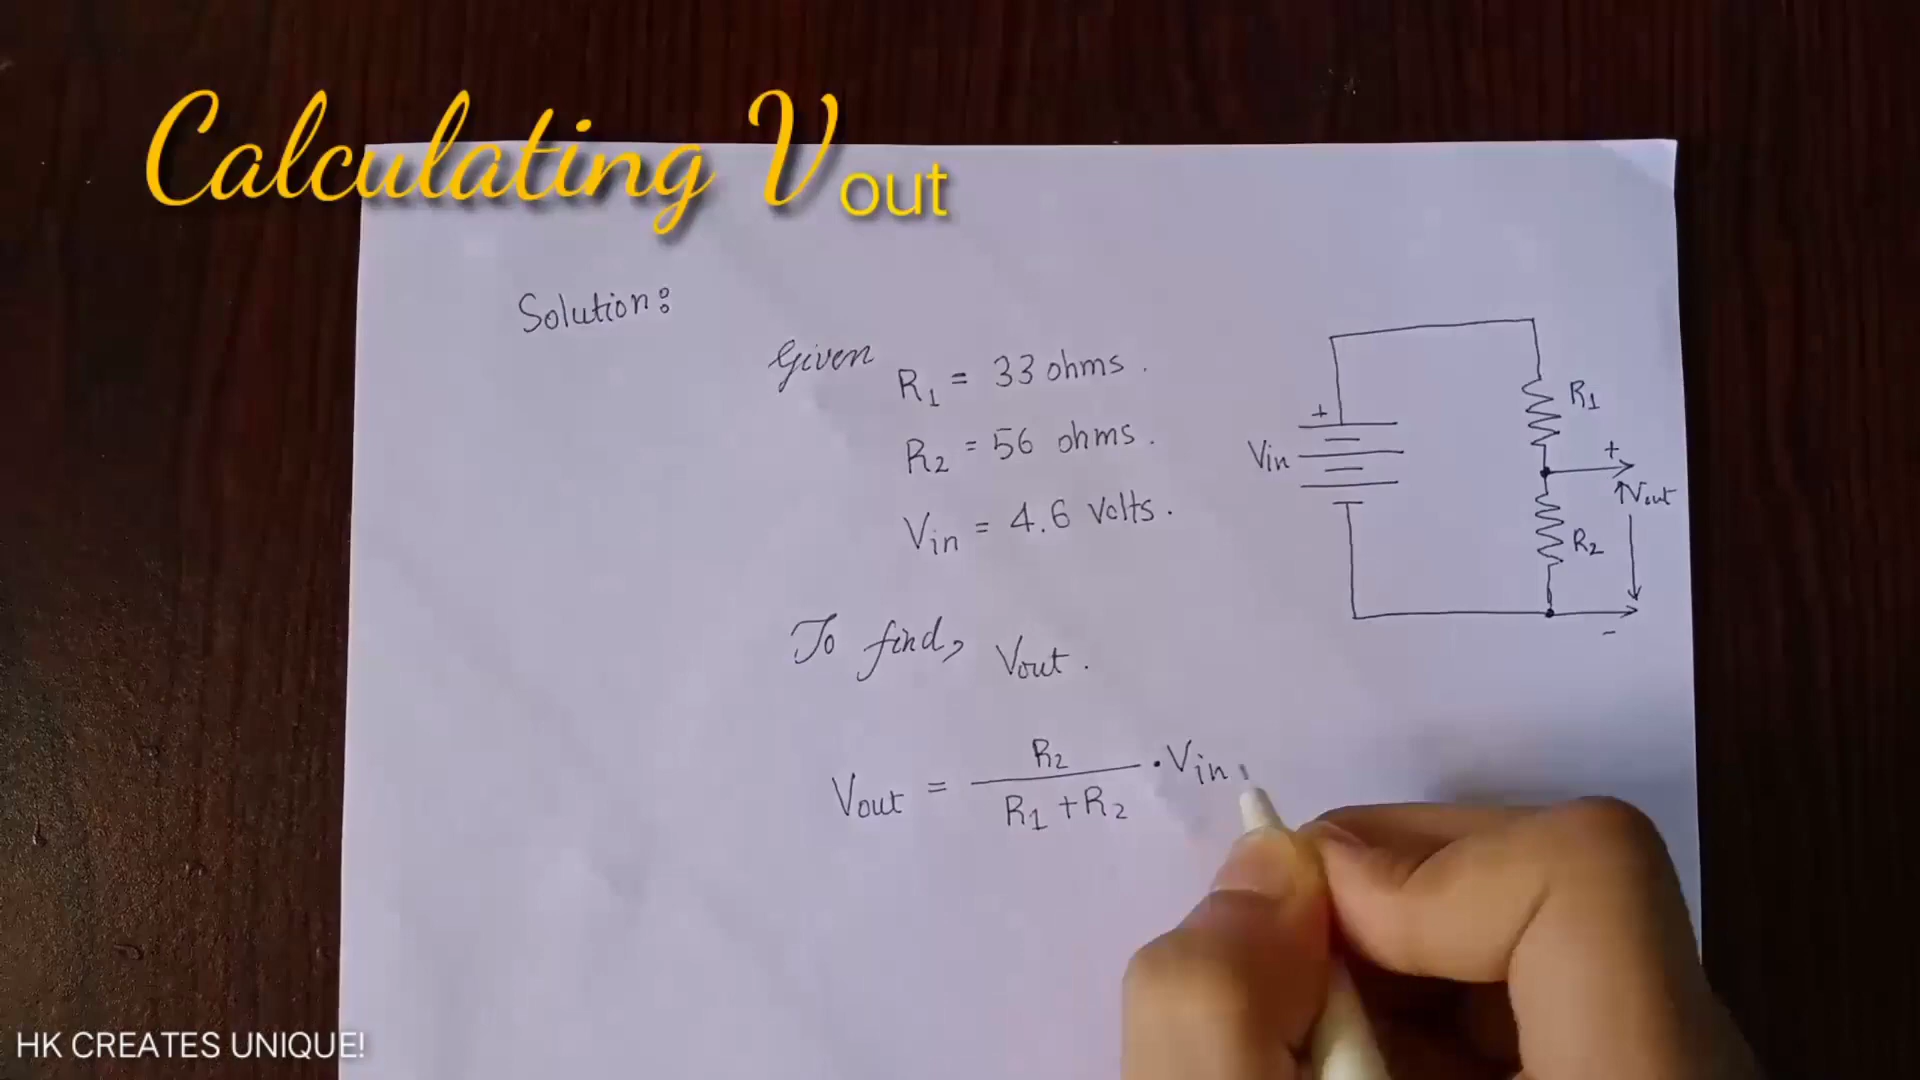 Calculating Vout
Solution:
Given
R1 = 33 ohms.
R2 = 56 ohms.
Vin = 4.6 Volts.
To find, Vout.
Vout = R2 / R1 + R2 . Vin
+
Vin
R1
+
Vout
R2
-
HK CREATES UNIQUE!